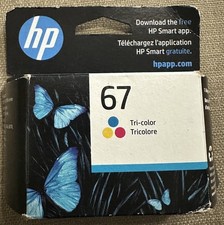 hp
Download the free
HP Smart app.
Téléchargez l'application
HP Smart gratuite.
hpapp.com
67
Tri-color
Tricolore